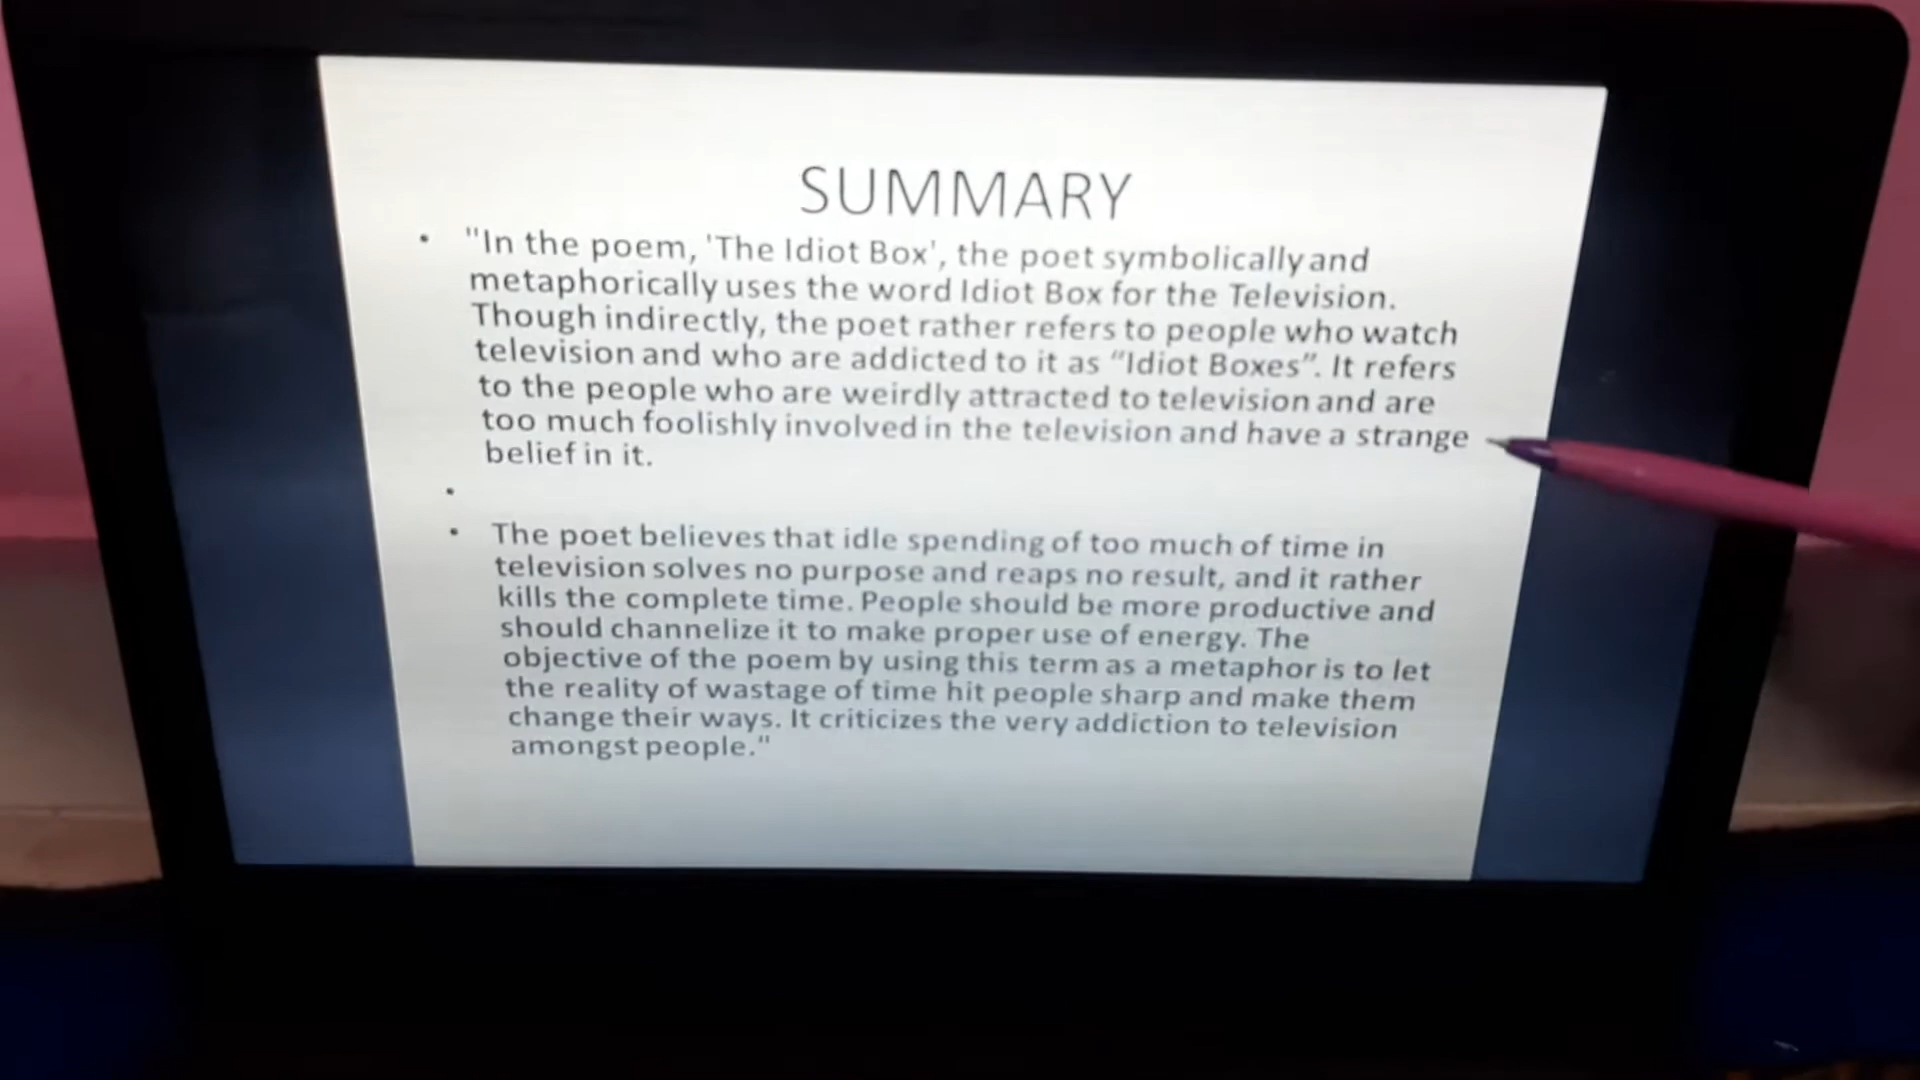 SUMMARY
• "In the poem, 'The Idiot Box', the poet symbolically and
metaphorically uses the word Idiot Box for the Television.
Though indirectly, the poet rather refers to people who watch
television and who are addicted to it as “Idiot Boxes”. It refers
to the people who are weirdly attracted to television and are
too much foolishly involved in the television and have a strange
belief in it.
•
• The poet believes that idle spending of too much of time in
television solves no purpose and reaps no result, and it rather
kills the complete time. People should be more productive and
should channelize it to make proper use of energy. The
objective of the poem by using this term as a metaphor is to let
the reality of wastage of time hit people sharp and make them
change their ways. It criticizes the very addiction to television
amongst people."